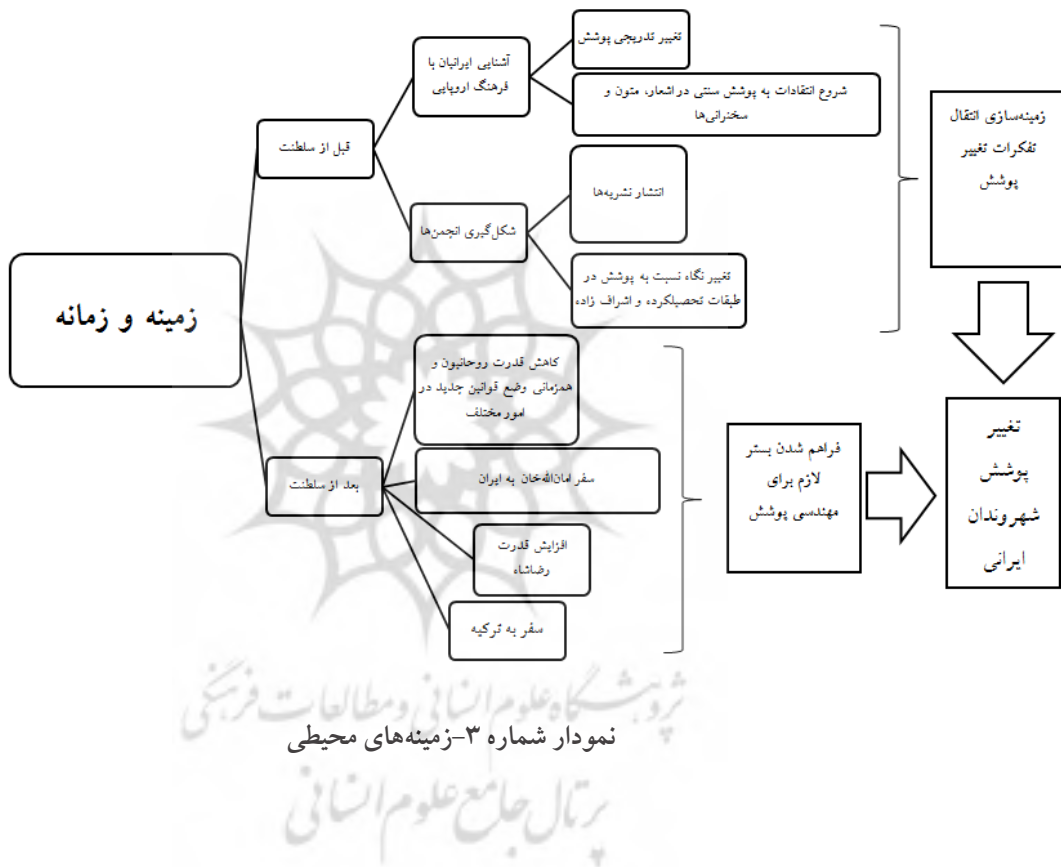 زمینه و زمانه
قبل از سلطنت
آشنایی ایرانیان با
فرهنگ اروپایی
تغییر تدریجی پوشش
شروع انتقادات به پوشش سنتی در اشعار، متون و
سخنرانی‌ها
شکل‌گیری انجمن‌ها
انتشار نشریه‌ها
تغییر نگاه نسبت به پوشش در
طبقات تحصیلکرده و اشراف زاده
زمینه‌سازی انتقال
تفکرات تغییر
پوشش
بعد از سلطنت
کاهش قدرت روحانیون و
همزمانی وضع قوانین جدید در
امور مختلف
سفر امان‌الله‌خان به ایران
افزایش قدرت
رضاشاه
سفر به ترکیه
فراهم شدن بستر
لازم برای
مهندسی پوشش
تغییر
پوشش
شهروندان
ایرانی
پژوهشگاه علوم انسانی و مطالعات فرهنگی
نمودار شماره ۳-زمینه‌های محیطی
پرتال جامع علوم انسانی